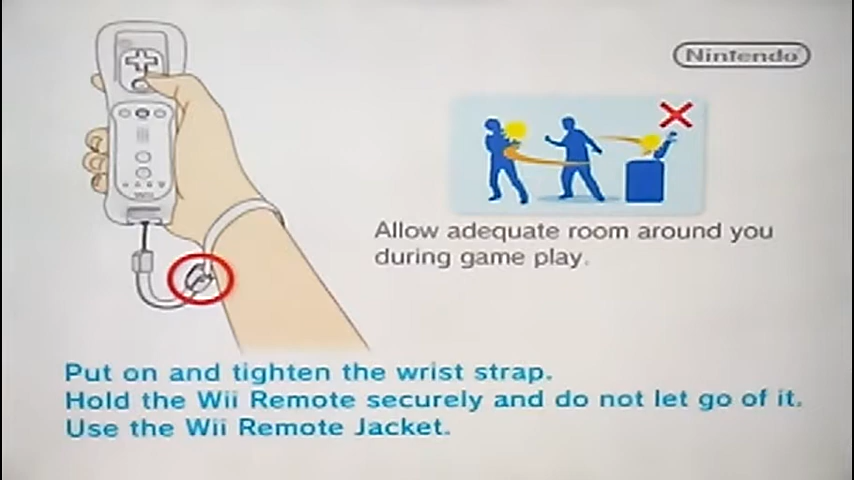 Nintendo
Allow adequate room around you
during game play.
Put on and tighten the wrist strap.
Hold the Wii Remote securely and do not let go of it.
Use the Wii Remote Jacket.